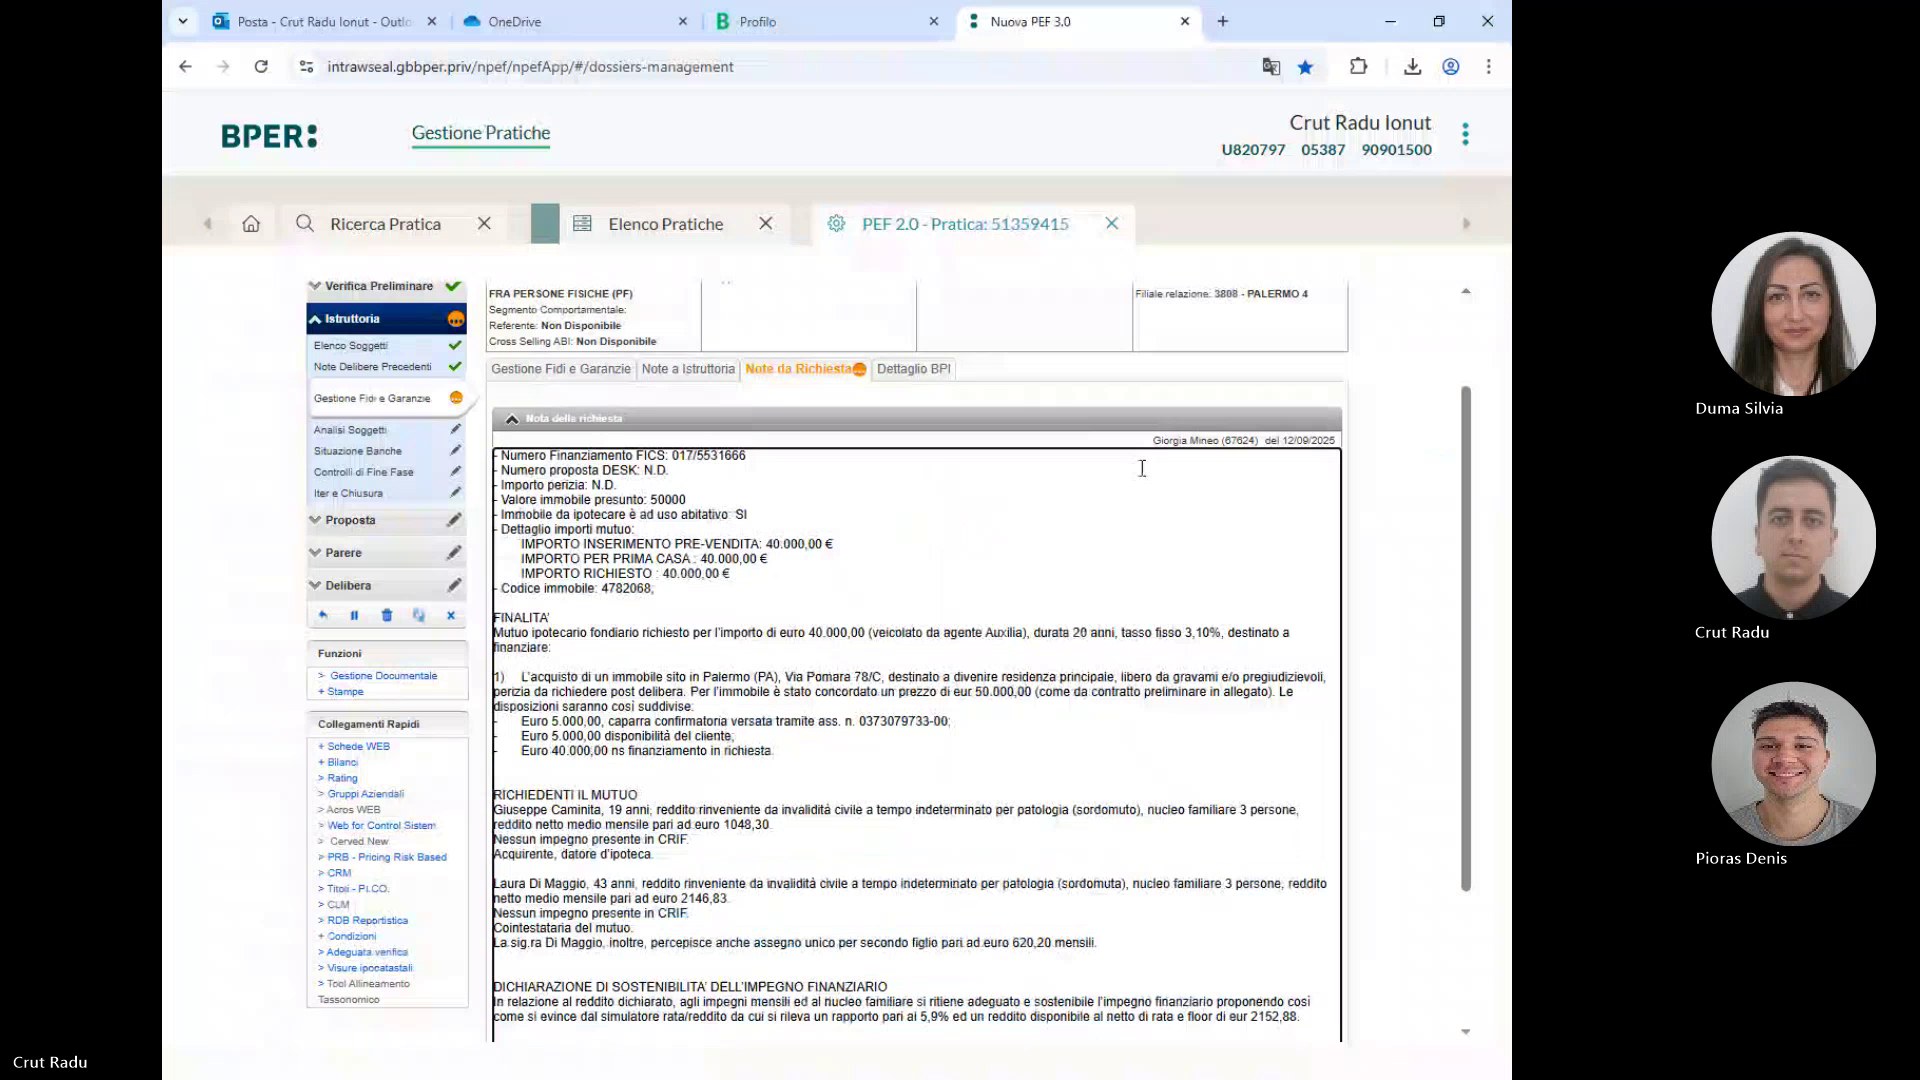 Posta - Crut Radu Ionut - Outlo
OneDrive
Profilo
Nuova PEF 3.0
intrawseal.gbbper.priv/npef/npefApp/#/dossiers-management
BPER:
Gestione Pratiche
Crut Radu Ionut
U820797 05387 90901500
Ricerca Pratica
Elenco Pratiche
PEF 2.0 - Pratica: 51359415
Verifica Preliminare
Istruttoria
Elenco Soggetti
Note Delibere Precedenti
Gestione Fidi e Garanzie
Analisi Soggetti
Situazione Banche
Controlli di Fine Fase
Iter e Chiusura
Proposta
Parere
Delibera
Funzioni
> Gestione Documentale
+ Stampe
Collegamenti Rapidi
+ Schede WEB
+ Bilanci
> Rating
> Gruppi Aziendali
> Acros WEB
> Web for Control Sistem
> Cerved New
> PRB - Pricing Risk Based
> CRM
> Titoli - PI.CO.
> CLM
> RDB Reportistica
+ Condizioni
> Adeguata verifica
> Visure ipocatastali
> Tool Allineamento
Tassonomico
FRA PERSONE FISICHE (PF)
Segmento Comportamentale:
Referente: Non Disponibile
Cross Selling ABI: Non Disponibile
Filiale relazione: 3808 - PALERMO 4
Gestione Fidi e Garanzie
Note a Istruttoria
Note da Richiesta
Dettaglio BPI
Nota della richiesta
Giorgia Mineo (67624) del 12/09/2025
- Numero Finanziamento FICS: 017/5531666
- Numero proposta DESK: N.D.
- Importo perizia: N.D.
- Valore immobile presunto: 50000
- Immobile da ipotecare è ad uso abitativo SI
- Dettaglio importi mutuo:
IMPORTO INSERIMENTO PRE-VENDITA: 40.000,00 €
IMPORTO PER PRIMA CASA : 40.000,00 €
IMPORTO RICHIESTO : 40.000,00 €
- Codice immobile: 4782068;
FINALITA'
Mutuo ipotecario fondiario richiesto per l'importo di euro 40.000,00 (veicolato da agente Auxilia), durata 20 anni, tasso fisso 3,10%, destinato a
finanziare:
1) L'acquisto di un immobile sito in Palermo (PA), Via Pomara 78/C, destinato a divenire residenza principale, libero da gravami e/o pregiudizievoli,
perizia da richiedere post delibera. Per l'immobile è stato concordato un prezzo di eur 50.000,00 (come da contratto preliminare in allegato). Le
disposizioni saranno così suddivise:
- Euro 5.000,00, caparra confirmatoria versata tramite ass. n. 0373079733-00;
- Euro 5.000,00 disponibilità del cliente;
- Euro 40.000,00 ns finanziamento in richiesta.
RICHIEDENTI IL MUTUO
Giuseppe Caminita, 19 anni, reddito rinveniente da invalidità civile a tempo indeterminato per patologia (sordomuto), nucleo familiare 3 persone,
reddito netto medio mensile pari ad euro 1048,30.
Nessun impegno presente in CRIF.
Acquirente, datore d'ipoteca.
Laura Di Maggio, 43 anni, reddito rinveniente da invalidità civile a tempo indeterminato per patologia (sordomuta), nucleo familiare 3 persone, reddito
netto medio mensile pari ad euro 2146,83.
Nessun impegno presente in CRIF.
Cointestataria del mutuo.
La sig.ra Di Maggio, inoltre, percepisce anche assegno unico per secondo figlio pari ad euro 620,20 mensili.
DICHIARAZIONE DI SOSTENIBILITA' DELL'IMPEGNO FINANZIARIO
In relazione al reddito dichiarato, agli impegni mensili ed al nucleo familiare si ritiene adeguato e sostenibile l'impegno finanziario proponendo così
come si evince dal simulatore rata/reddito da cui si rileva un rapporto pari al 5,9% ed un reddito disponibile al netto di rata e floor di eur 2152,88.
Duma Silvia
Crut Radu
Pioras Denis
Crut Radu